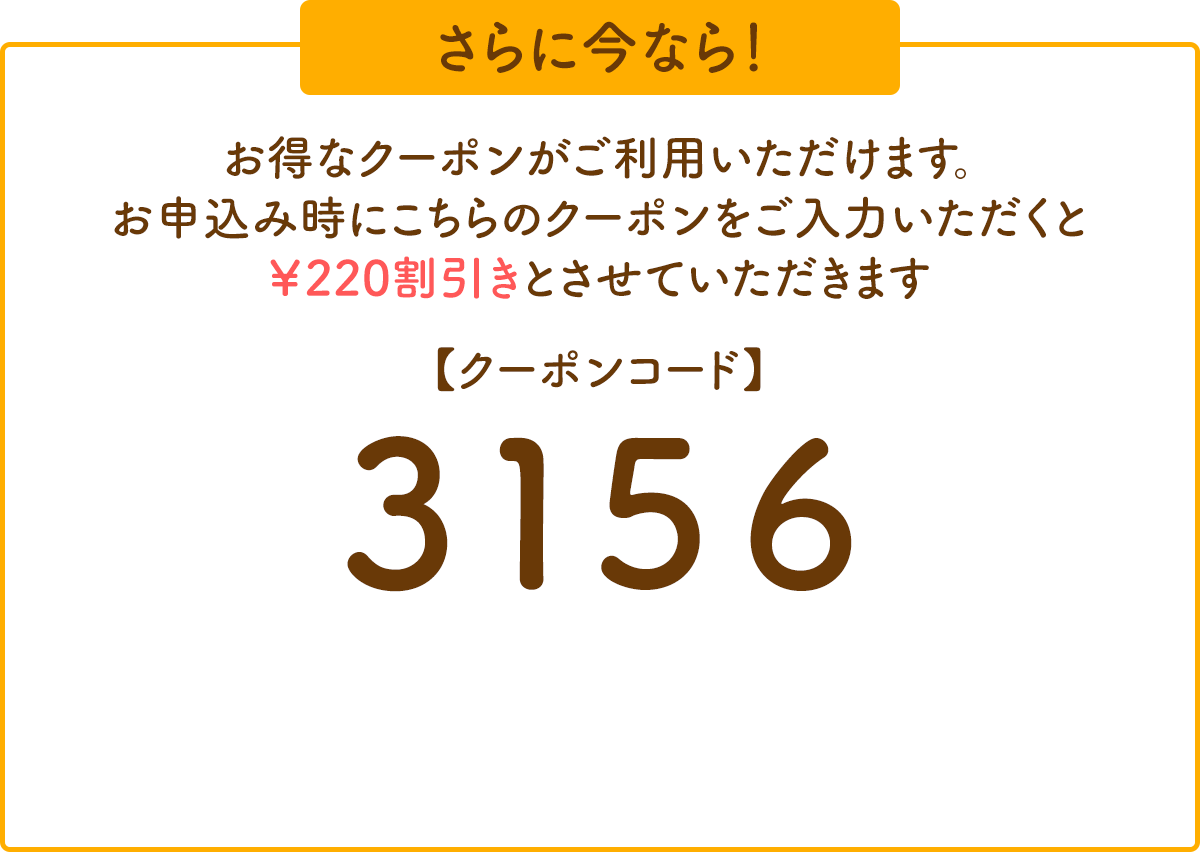 さらに今なら！
お得なクーポンがご利用いただけます。
お申込み時にこちらのクーポンをご入力いただくと
￥220割引きとさせていただきます
【クーポンコード】
3156